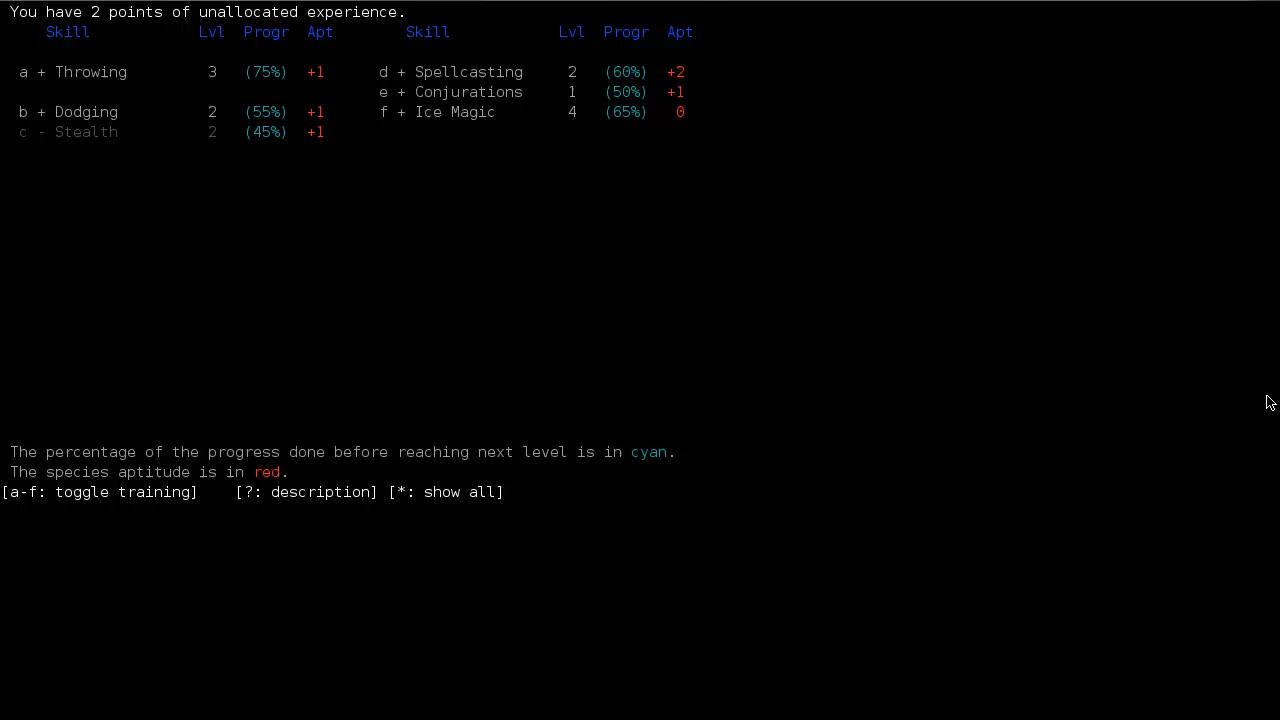 You have 2 points of unallocated experience.
Skill Lvl Progr Apt Skill Lvl Progr Apt
a + Throwing 3 (75%) +1 d + Spellcasting 2 (60%) +2
e + Conjurations 1 (50%) +1
b + Dodging 2 (55%) +1 f + Ice Magic 4 (65%) 0
c - Stealth 2 (45%) +1
The percentage of the progress done before reaching next level is in cyan.
The species aptitude is in red.
[a-f: toggle training] [?: description] [*: show all]